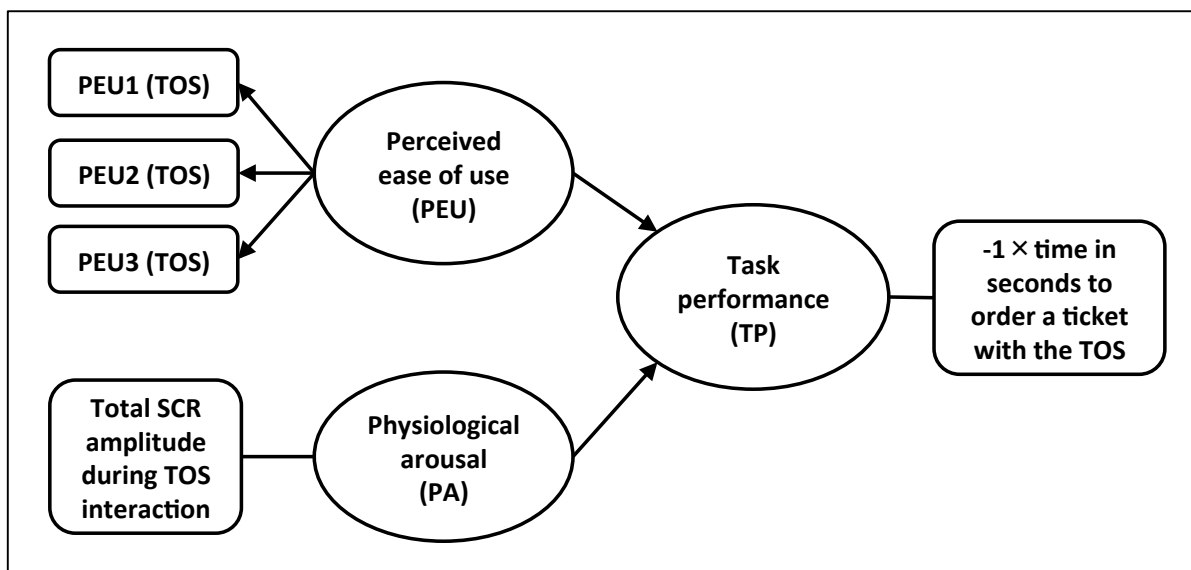 PEU1 (TOS)
PEU2 (TOS)
PEU3 (TOS)
Perceived
ease of use
(PEU)
Total SCR
amplitude
during TOS
interaction
Physiological
arousal
(PA)
Task
performance
(TP)
-1 × time in
seconds to
order a ticket
with the TOS